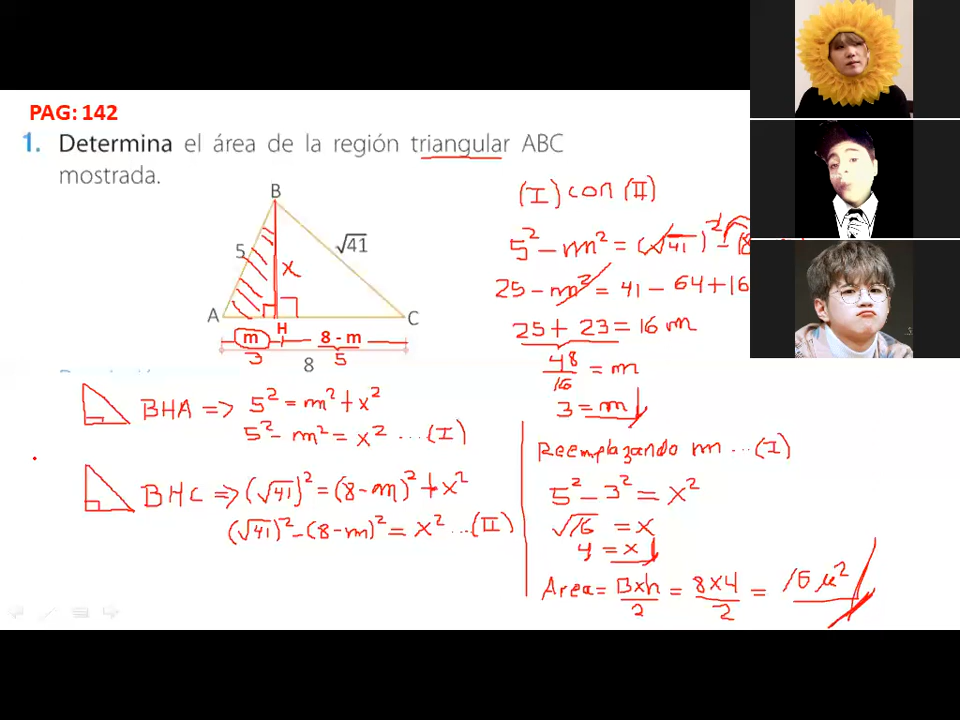 PAG: 142
1. Determina el área de la región triangular ABC
mostrada.
B
5
√41
x
A
H
C
m
8 - m
3
5
8
BHA => 5² = m² + x²
5² - m² = x² ...(I)
BHC => (√41)² = (8-m)² + x²
(√41)² - (8-m)² = x² ...(II)
(I) con (II)
5² - m² = (√41)² - (8
25 - m² = 41 - 64 + 16
25 + 23 = 16 m
48/16 = m
3 = m
Reemplazando m ...(I)
5² - 3² = x²
√16 = x
4 = x
Area = Bxh/2 = 8x4/2 = 16 μ²